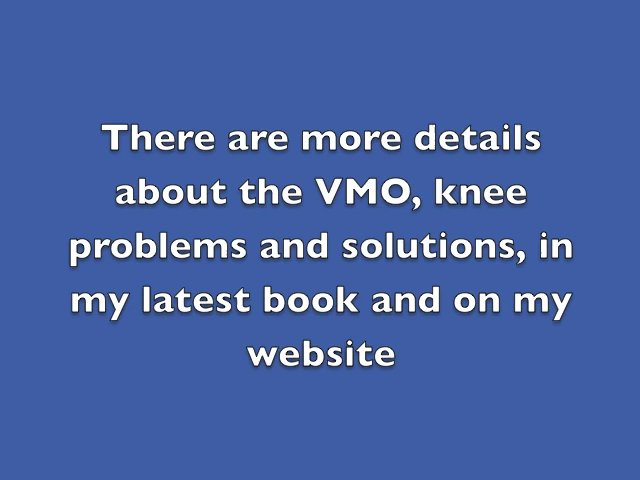 There are more details
about the VMO, knee
problems and solutions, in
my latest book and on my
website